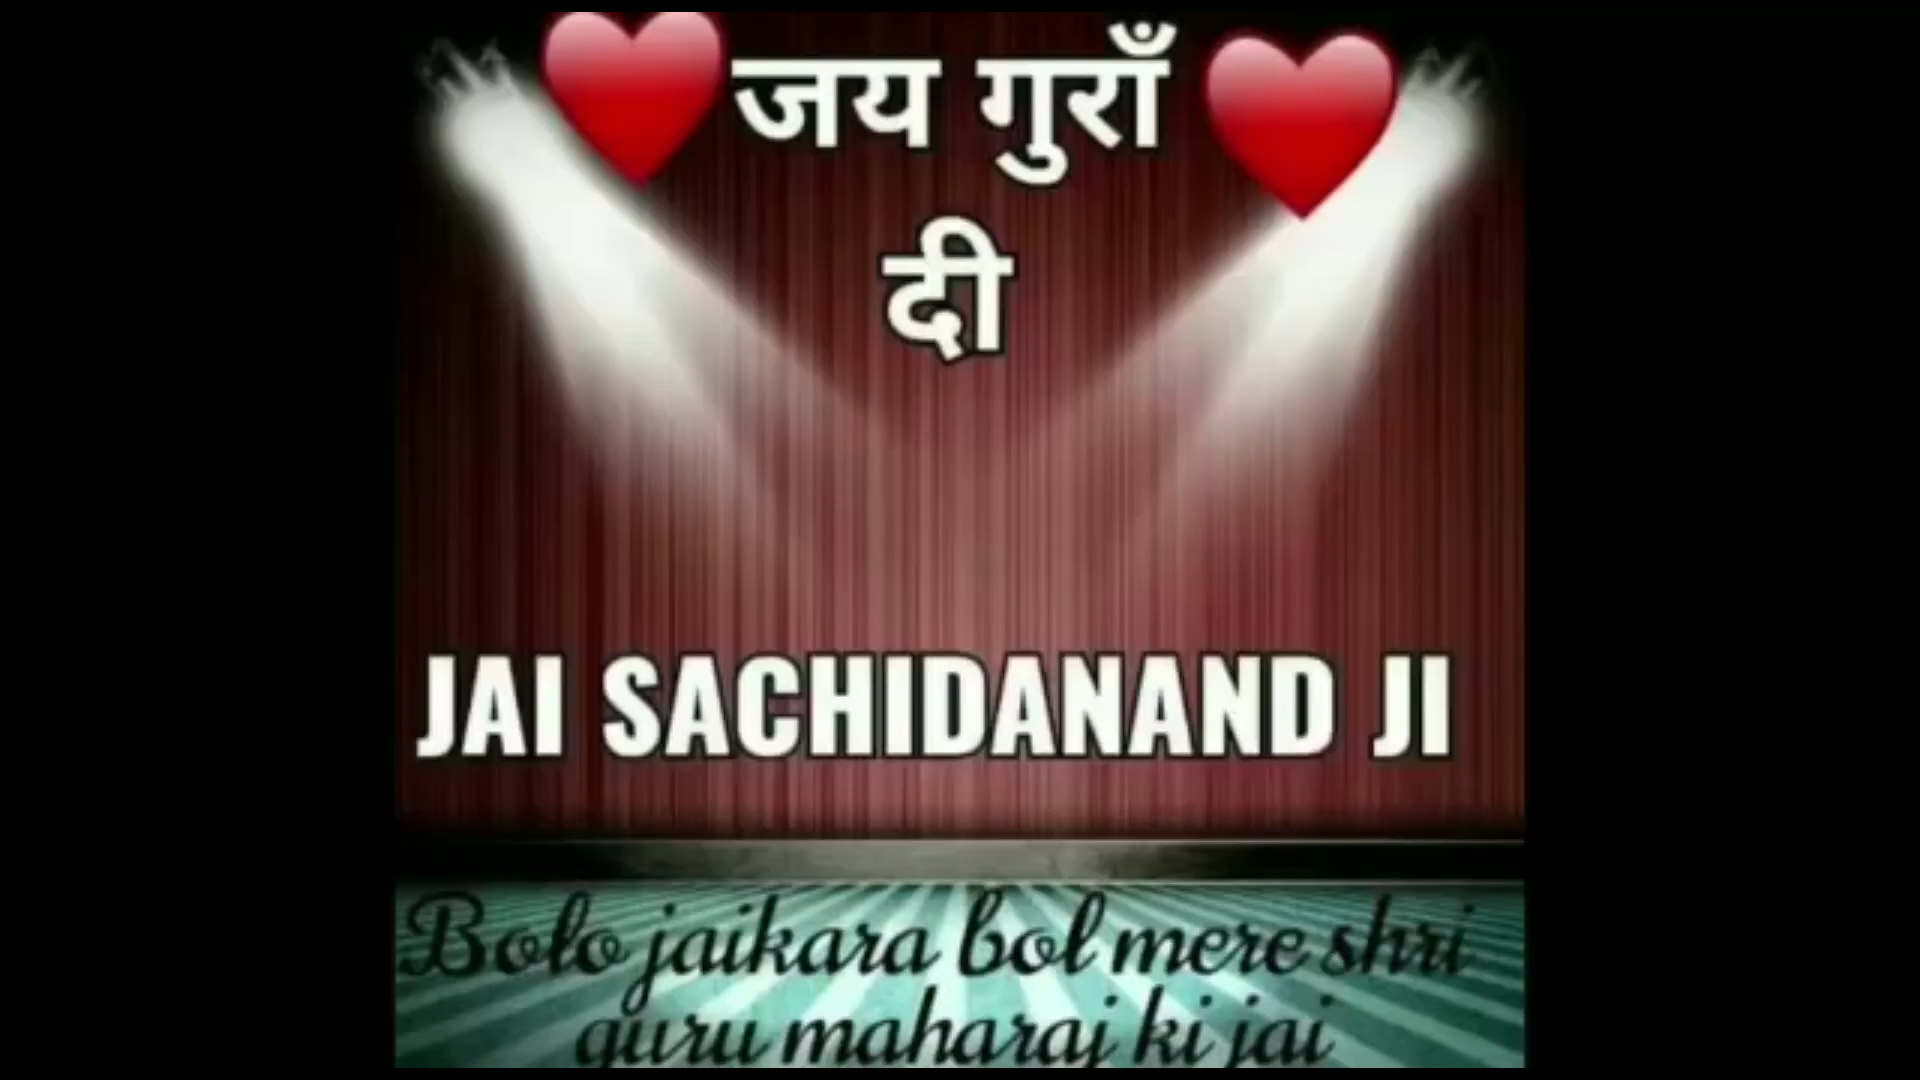 जय गुराँ
दी
JAI SACHIDANAND JI
Bolo jaikara bol mere shri
guru maharaj ki jai